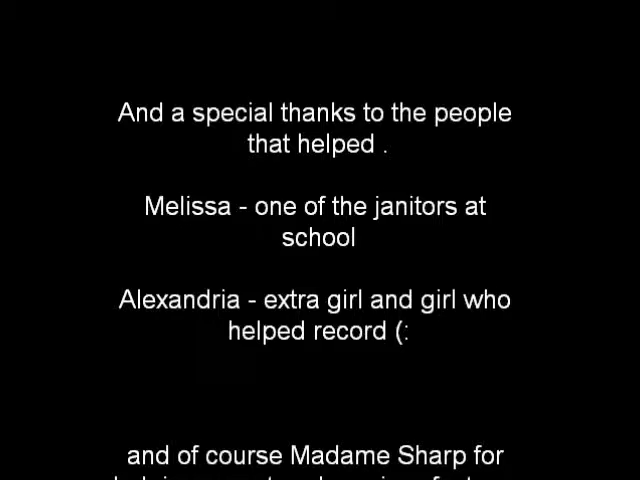 And a special thanks to the people
that helped .
Melissa - one of the janitors at
school
Alexandria - extra girl and girl who
helped record (:
and of course Madame Sharp for